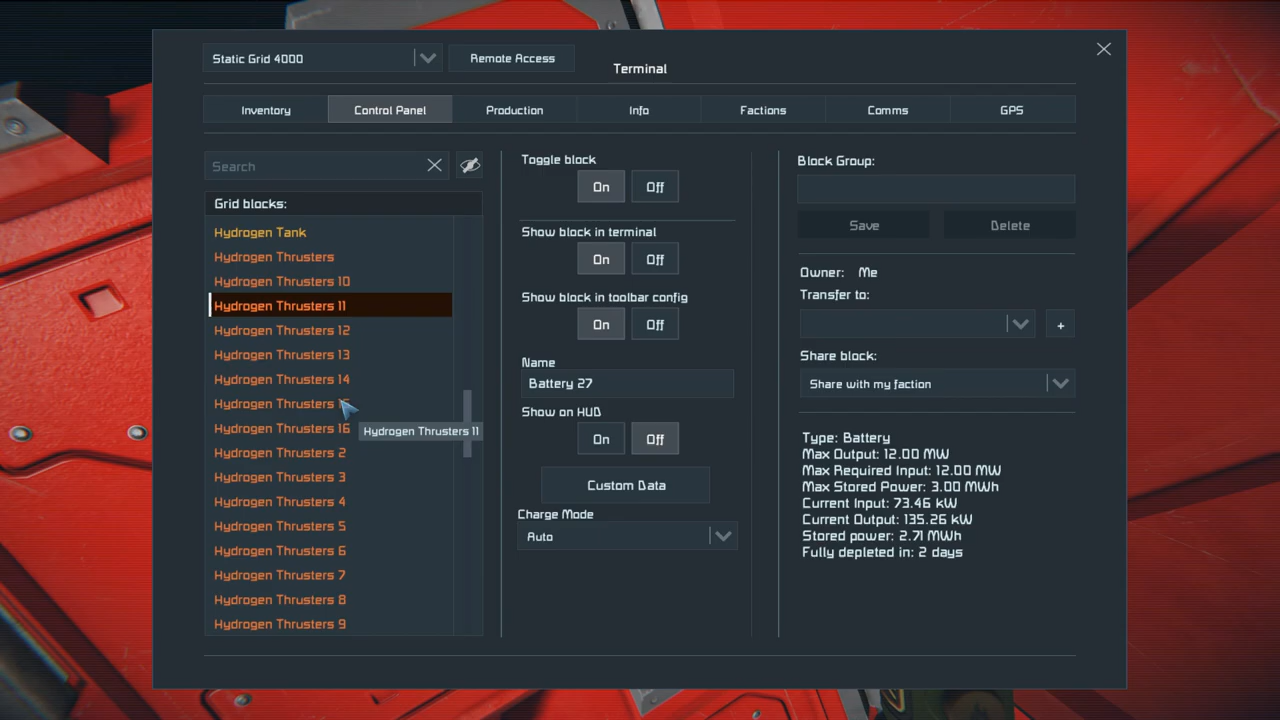 Static Grid 4000
Remote Access
Terminal
Inventory
Control Panel
Production
Info
Factions
Comms
GPS
Search
Grid blocks:
Hydrogen Tank
Hydrogen Thrusters
Hydrogen Thrusters 10
Hydrogen Thrusters 11
Hydrogen Thrusters 12
Hydrogen Thrusters 13
Hydrogen Thrusters 14
Hydrogen Thrusters
Hydrogen Thrusters 16
Hydrogen Thrusters 11
Hydrogen Thrusters 2
Hydrogen Thrusters 3
Hydrogen Thrusters 4
Hydrogen Thrusters 5
Hydrogen Thrusters 6
Hydrogen Thrusters 7
Hydrogen Thrusters 8
Hydrogen Thrusters 9
Toggle block
On Off
Show block in terminal
On Off
Show block in toolbar config
On Off
Name
Battery 27
Show on HUD
On Off
Custom Data
Charge Mode
Auto
Block Group:
Save Delete
Owner: Me
Transfer to:
+
Share block:
Share with my faction
Type: Battery
Max Output: 12.00 MW
Max Required Input: 12.00 MW
Max Stored Power: 3.00 MWh
Current Input: 73.46 kW
Current Output: 135.26 kW
Stored power: 2.71 MWh
Fully depleted in: 2 days